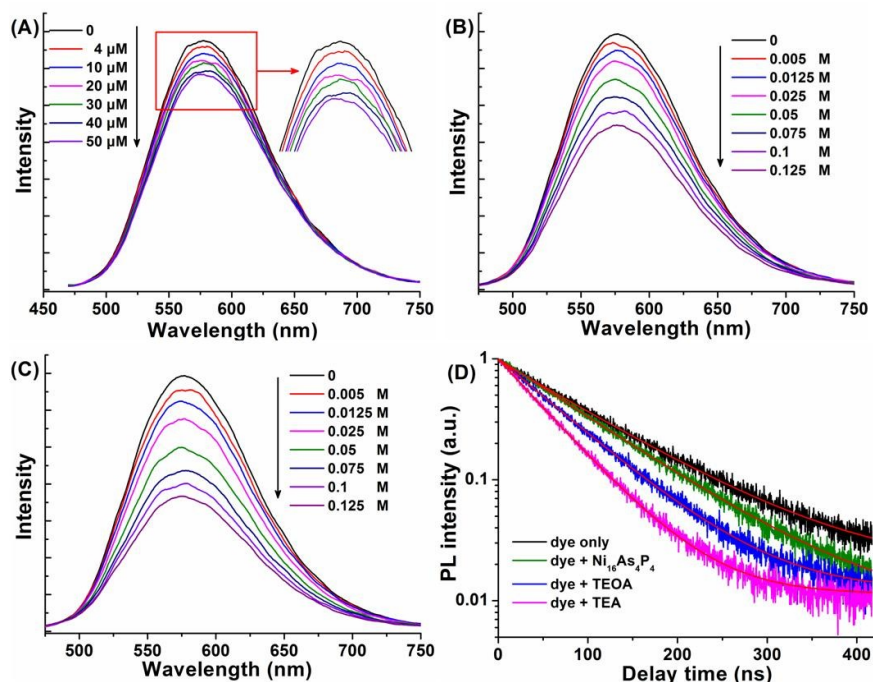 (A)
0
4 μM
10 μM
20 μM
30 μM
40 μM
50 μM
Intensity
450 500 550 600 650 700 750
Wavelength (nm)
(B)
0
0.005 M
0.0125 M
0.025 M
0.05 M
0.075 M
0.1 M
0.125 M
Intensity
500 550 600 650 700 750
Wavelength (nm)
(C)
0
0.005 M
0.0125 M
0.025 M
0.05 M
0.075 M
0.1 M
0.125 M
Intensity
500 550 600 650 700 750
Wavelength (nm)
(D)
1
0.1
0.01
PL intensity (a.u.)
dye only
dye + Ni₁₆As₄P₄
dye + TEOA
dye + TEA
0 100 200 300 400
Delay time (ns)